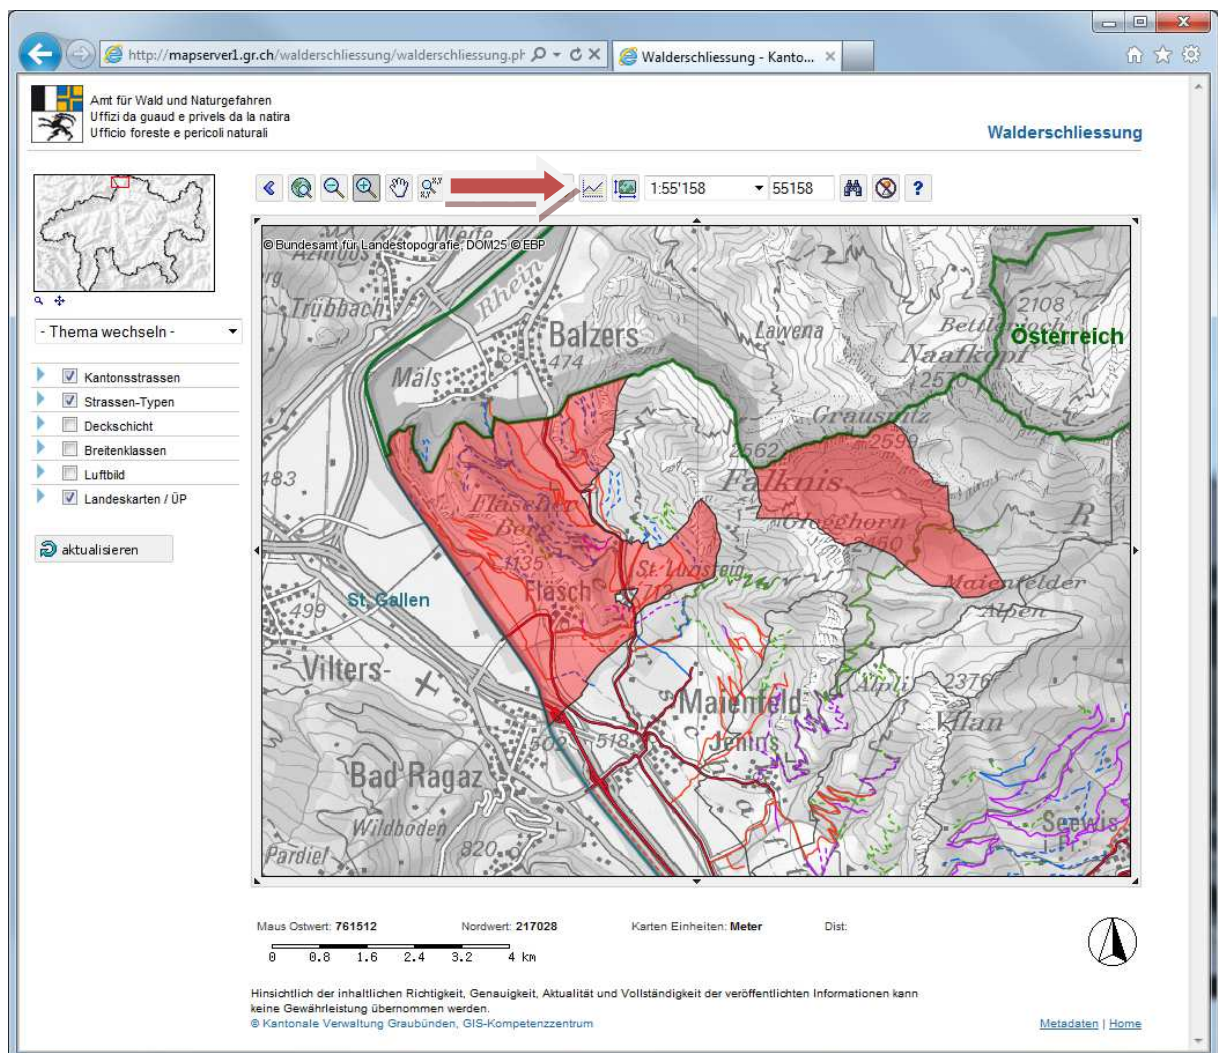 http://mapserver1.gr.ch/walderschliessung/walderschliessung.ph
Walderschliessung - Kanto...
Amt für Wald und Naturgefahren
Uffizi da guaud e privels da la natira
Ufficio foreste e pericoli naturali
Walderschliessung
x,y
x,y
1:55'158
55158
?
- Thema wechseln -
Kantonsstrassen
Strassen-Typen
Deckschicht
Breitenklassen
Luftbild
Landeskarten / ÜP
aktualisieren
© Bundesamt für Landestopografie, DOM25 © EBP
Weite
Azmoos
Trübbach
Rhein
Balzers
474
Mäls
Lawena
2108
Österreich
Naafkopf
2570
Grauspitz
2599
2562
Falknis
483
Fläscher
Berg
Glegghorn
2450
R
1135
Fläsch
St. Luzisteig
713
Maienfelder
Alpen
St. Gallen
499
Vilters-
Älpli
2376
Maienfeld
Vilan
Jenins
502
518
Bad Ragaz
Wildboden
820
Pardiel
Seewis
Maus Ostwert: 761512
Nordwert: 217028
Karten Einheiten: Meter
Dist:
0 0.8 1.6 2.4 3.2 4 km
Hinsichtlich der inhaltlichen Richtigkeit, Genauigkeit, Aktualität und Vollständigkeit der veröffentlichten Informationen kann
keine Gewährleistung übernommen werden.
© Kantonale Verwaltung Graubünden, GIS-Kompetenzzentrum
Metadaten | Home